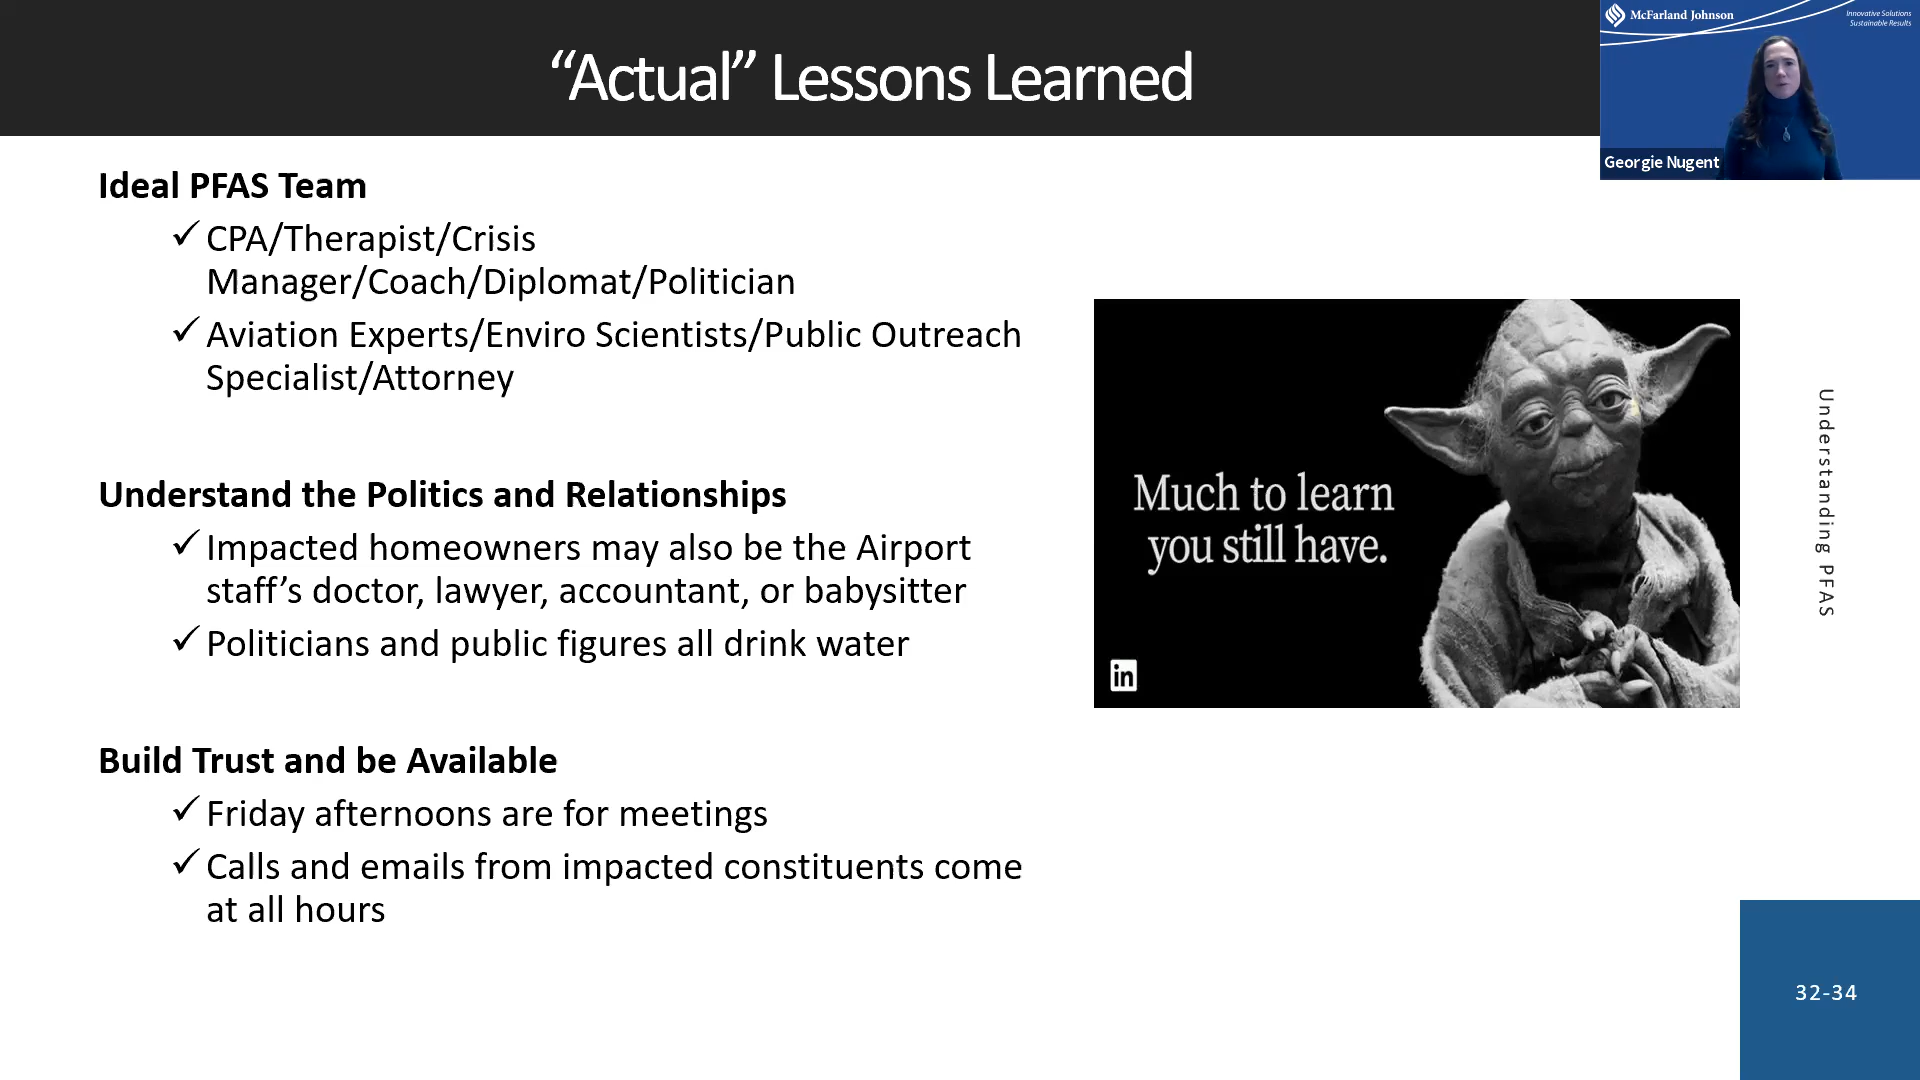 “Actual” Lessons Learned
McFarland Johnson
Innovative Solutions
Sustainable Results
Georgie Nugent
Ideal PFAS Team
✓ CPA/Therapist/Crisis
Manager/Coach/Diplomat/Politician
✓ Aviation Experts/Enviro Scientists/Public Outreach
Specialist/Attorney
Understand the Politics and Relationships
✓ Impacted homeowners may also be the Airport
staff’s doctor, lawyer, accountant, or babysitter
✓ Politicians and public figures all drink water
Build Trust and be Available
✓ Friday afternoons are for meetings
✓ Calls and emails from impacted constituents come
at all hours
Much to learn
you still have.
in
Understanding PFAS
32-34